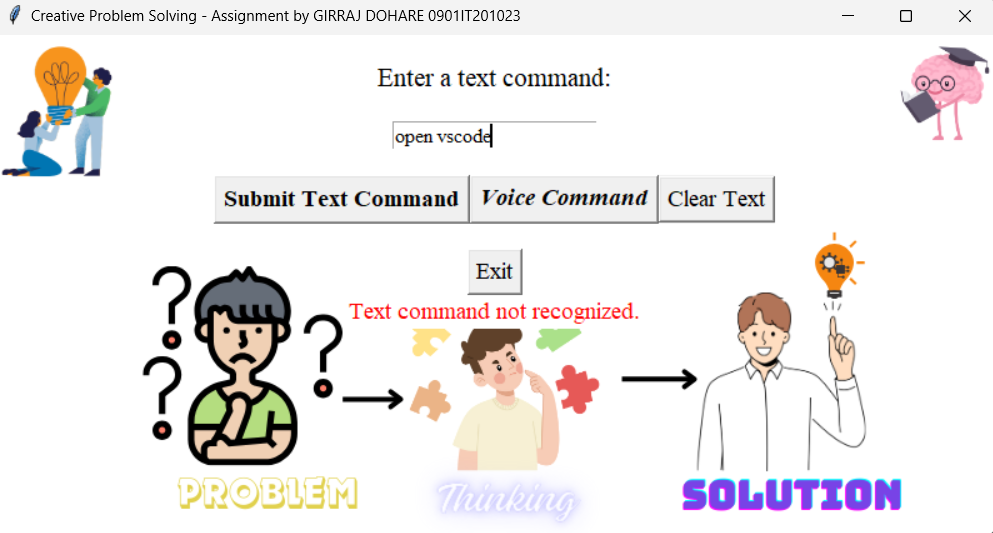 Creative Problem Solving - Assignment by GIRRAJ DOHARE 0901IT201023
Enter a text command:
open vscode
Submit Text Command Voice Command Clear Text
Exit
Text command not recognized.
PROBLEM Thinking SOLUTION